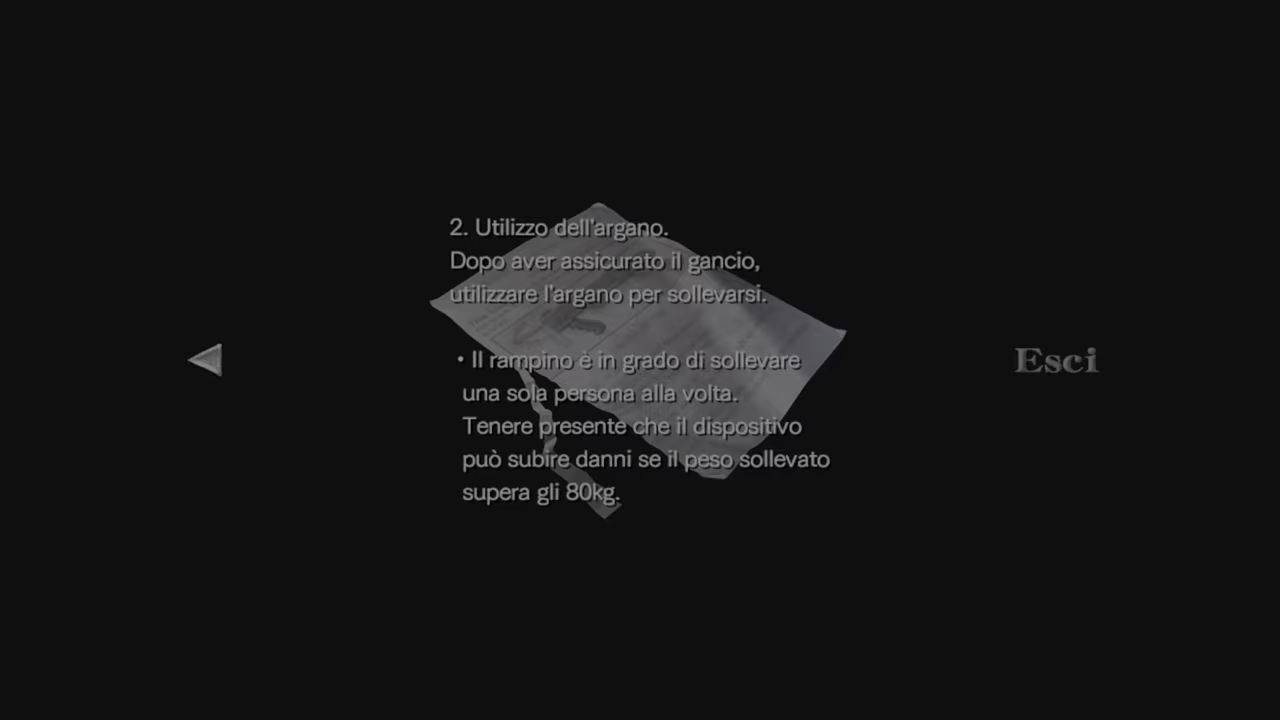 2. Utilizzo dell'argano.
Dopo aver assicurato il gancio,
utilizzare l'argano per sollevarsi.
• Il rampino è in grado di sollevare
una sola persona alla volta.
Tenere presente che il dispositivo
può subire danni se il peso sollevato
supera gli 80kg.
Esci